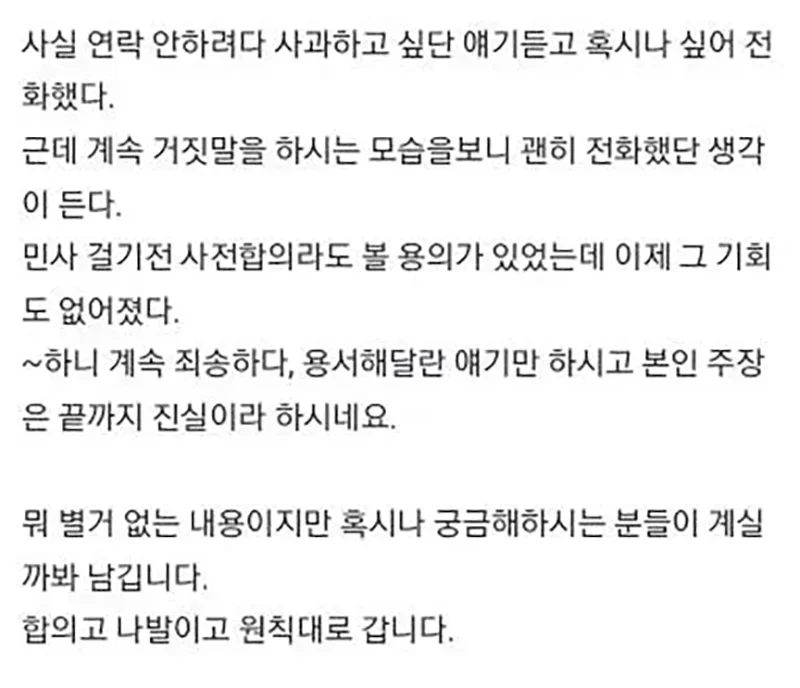 사실 연락 안하려다 사과하고 싶단 얘기듣고 혹시나 싶어 전
화했다.
근데 계속 거짓말을 하시는 모습을보니 괜히 전화했단 생각
이 든다.
민사 걸기전 사전합의라도 볼 용의가 있었는데 이제 그 기회
도 없어졌다.
~하니 계속 죄송하다, 용서해달란 얘기만 하시고 본인 주장
은 끝까지 진실이라 하시네요.
뭐 별거 없는 내용이지만 혹시나 궁금해하시는 분들이 계실
까봐 남깁니다.
합의고 나발이고 원칙대로 갑니다.